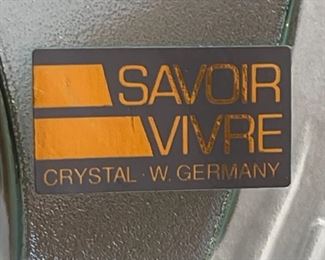 SAVOIR
VIVRE
CRYSTAL · W. GERMANY